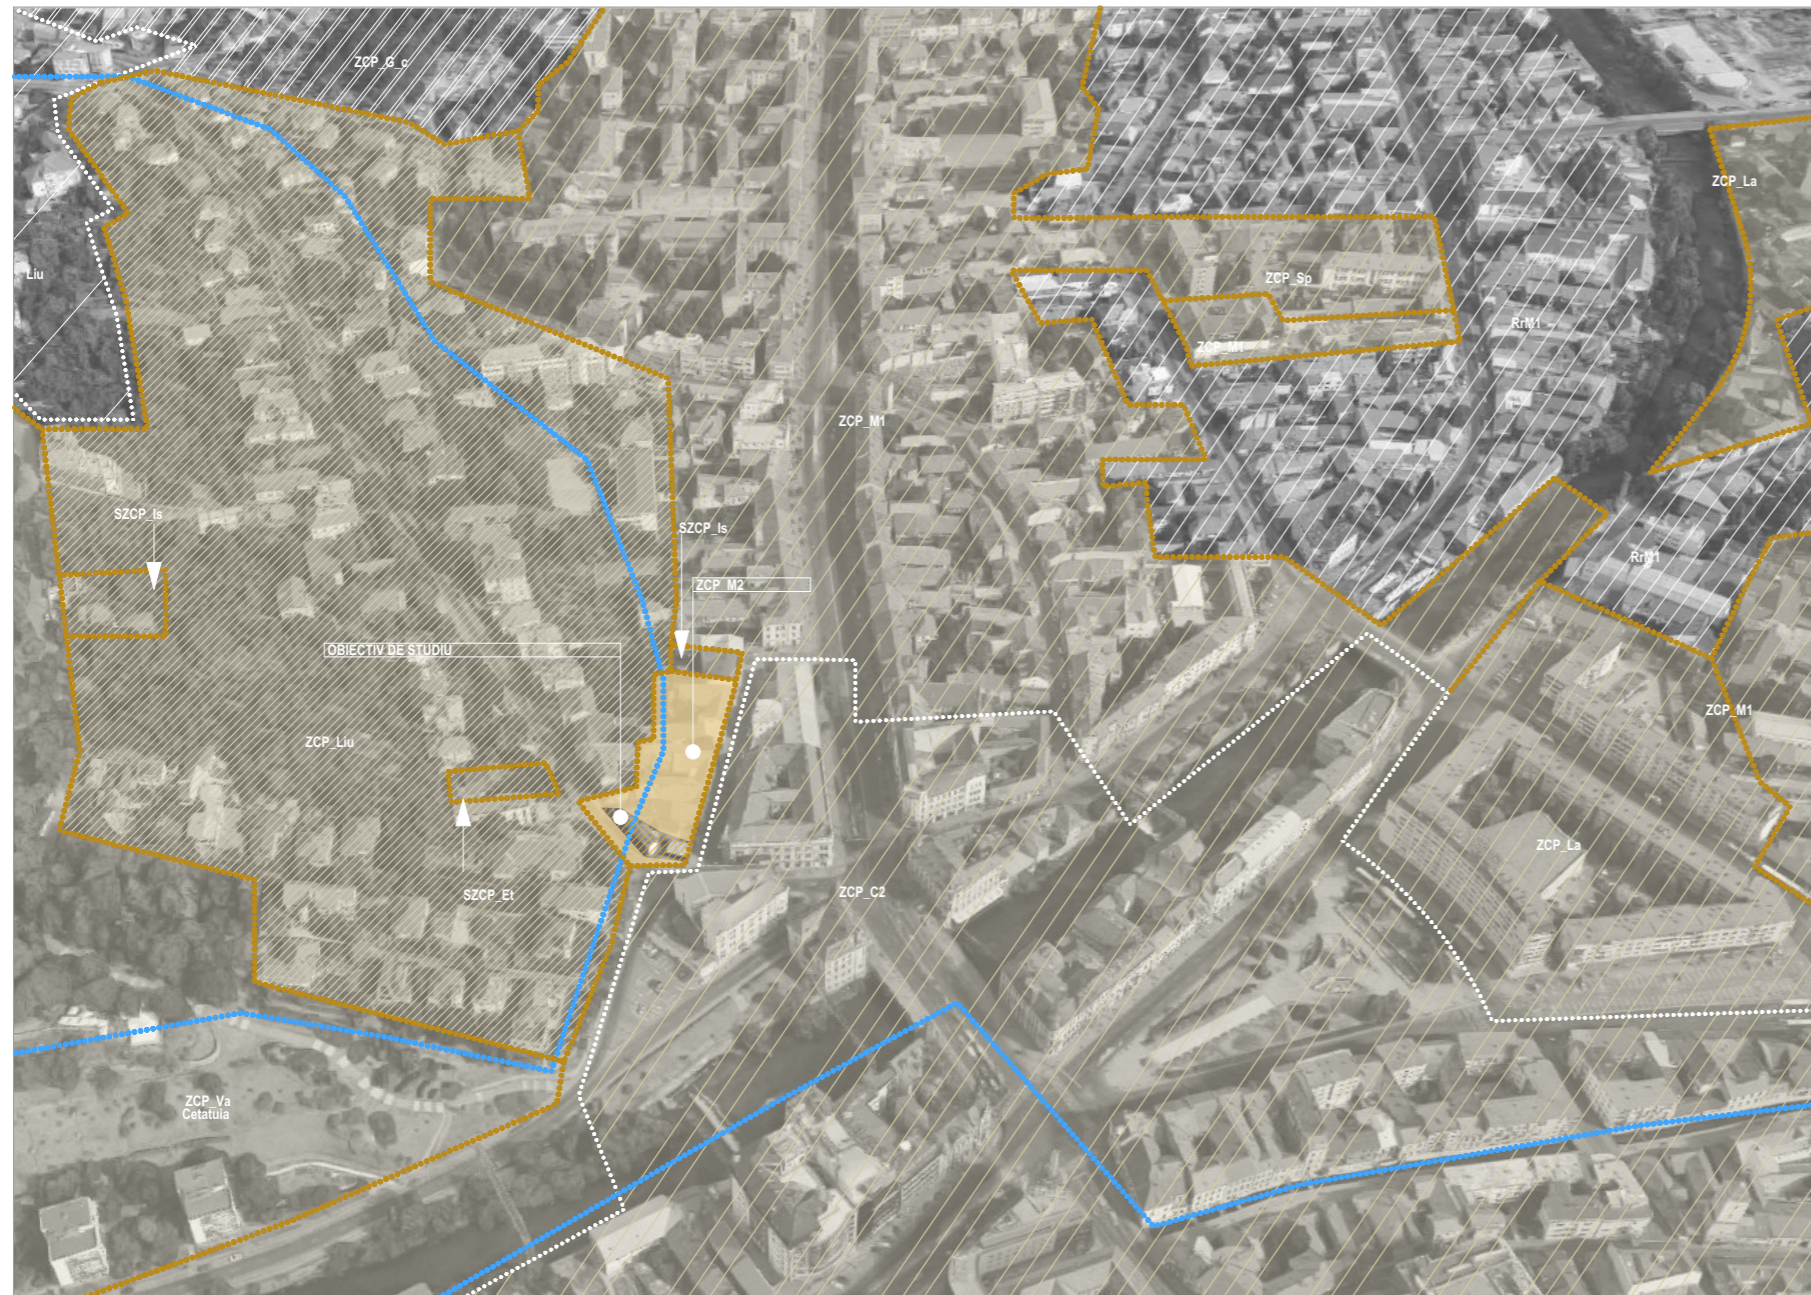 ZCP_G_c
ZCP_La
Liu
ZCP_Sp
RrM1
ZCP_M1
ZCP_M1
SZCP_Is
SZCP_Is
RrM1
ZCP_M2
OBIECTIV DE STUDIU
ZCP_M1
ZCP_Liu
ZCP_La
SZCP_Et
ZCP_C2
ZCP_Va
Cetatuia